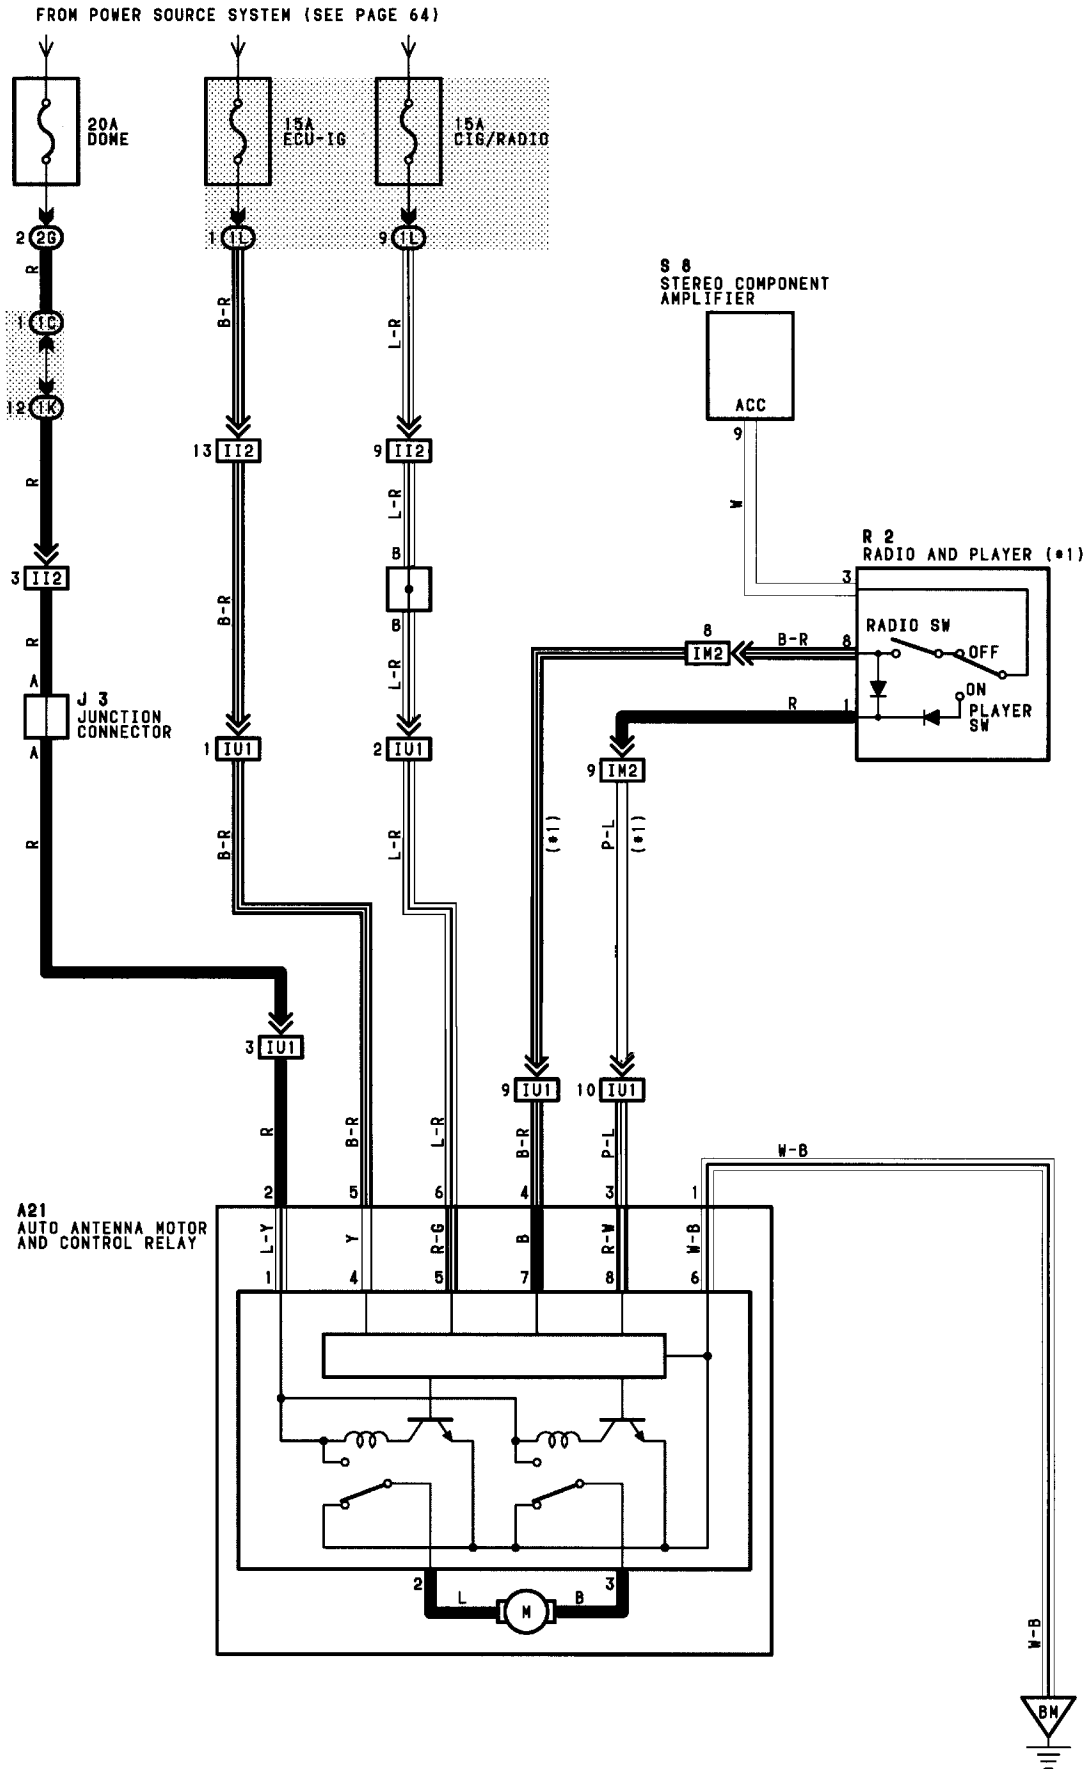 FROM POWER SOURCE SYSTEM (SEE PAGE 64)
20A
DOME
15A
ECU-IG
15A
CIG/RADIO
2 2G
1 1L
9 1L
R
B-R
L-R
1 1C
12 1K
S 8
STEREO COMPONENT
AMPLIFIER
ACC
9
W
13 II2
9 II2
R
L-R
B
3 II2
R 2
RADIO AND PLAYER (*1)
3
RADIO SW
8
OFF
ON
PLAYER
SW
1
8
IM2
B-R
R
B-R
B
R
L-R
A
J 3
JUNCTION
CONNECTOR
A
1 IU1
2 IU1
9 IM2
R
B-R
L-R
(*1)
P-L
(*1)
3 IU1
9 IU1
10 IU1
R
B-R
L-R
B-R
P-L
W-B
2
5
6
4
3
1
A21
AUTO ANTENNA MOTOR
AND CONTROL RELAY
L-Y
Y
R-G
B
R-W
W-B
1
4
5
7
8
6
2
3
L
M
B
W-B
BM